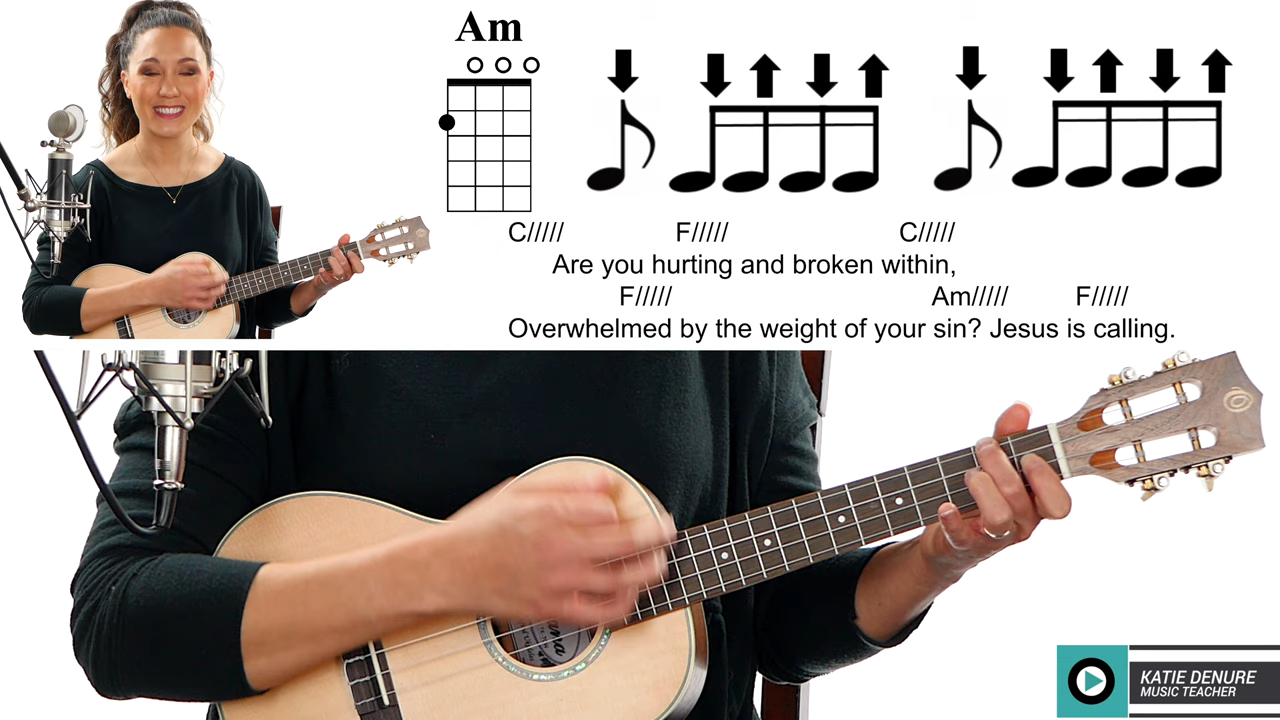 Am
C///// F///// C/////
Are you hurting and broken within,
F///// Am///// F/////
Overwhelmed by the weight of your sin? Jesus is calling.
KATIE DENURE
MUSIC TEACHER